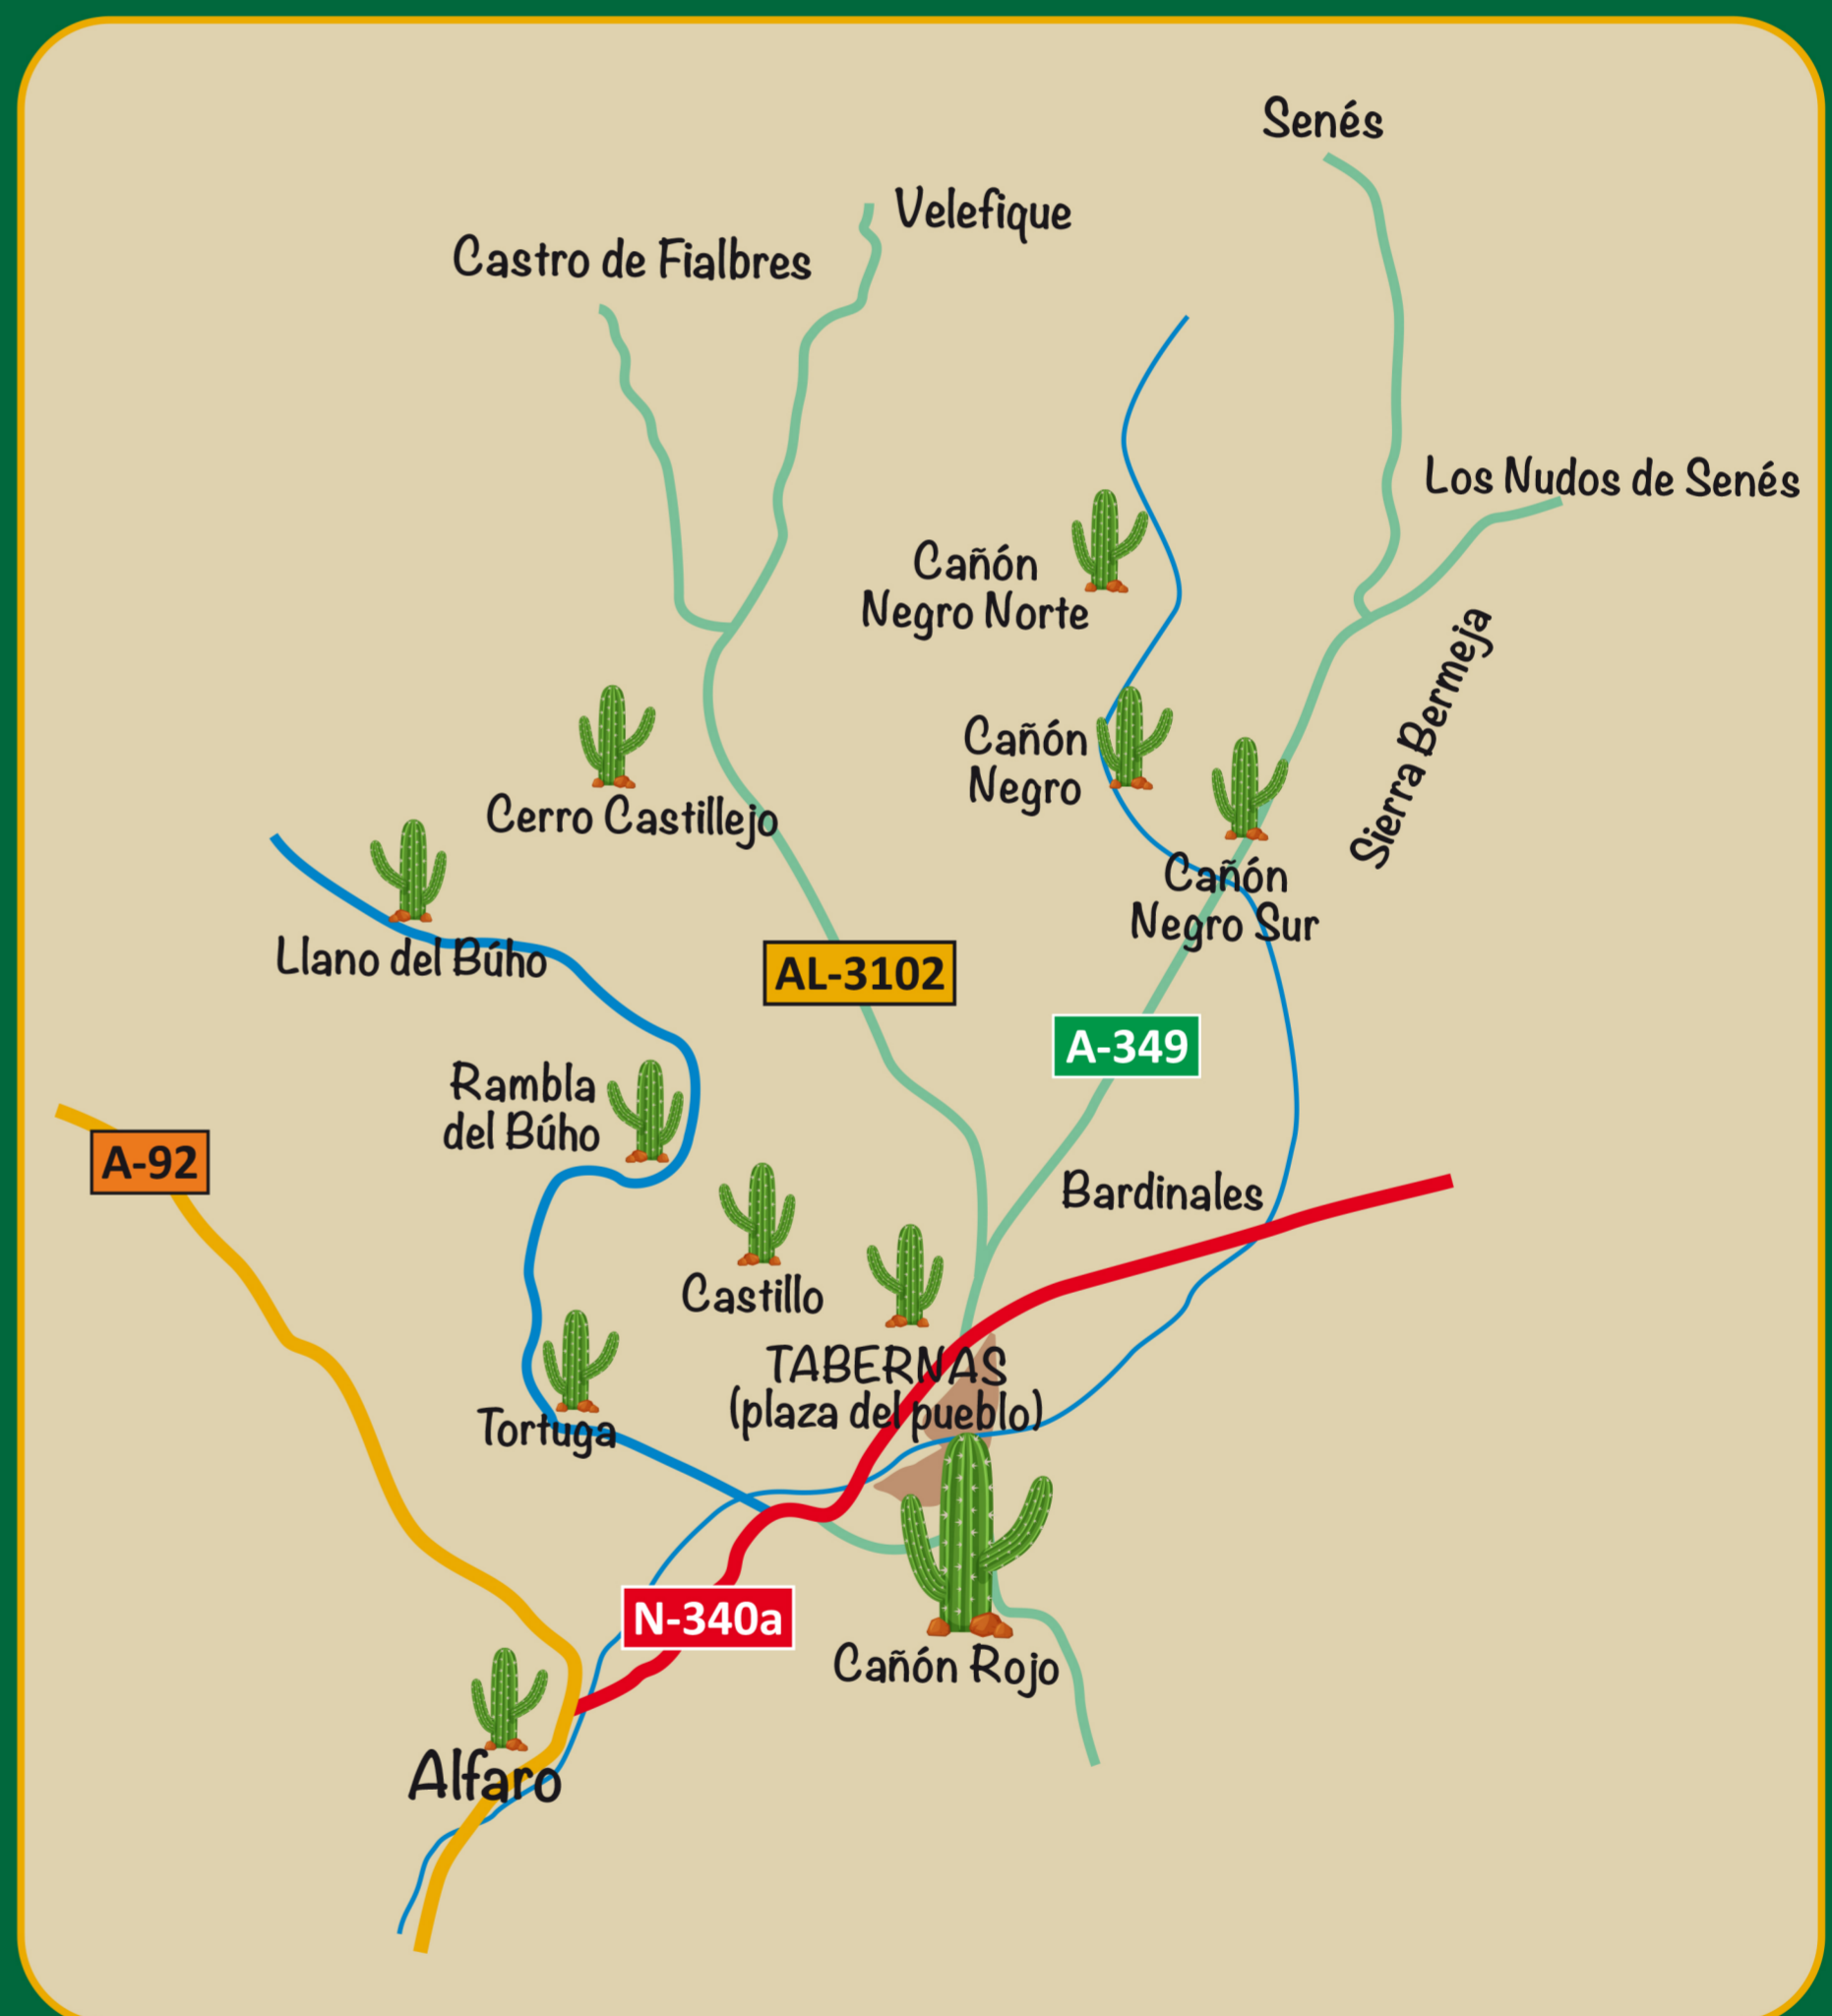 Senés
Velefique
Castro de Fialbres
Los Nudos de Senés
Cañón
Negro Norte
Sierra Bermeja
Cañón
Negro
Cerro Castillejo
Cañón
Negro Sur
Llano del Búho
AL-3102
A-349
Rambla
del Búho
A-92
Bardinales
Castillo
TABERNAS
(plaza del pueblo)
Tortuga
N-340a
Cañón Rojo
Alfaro